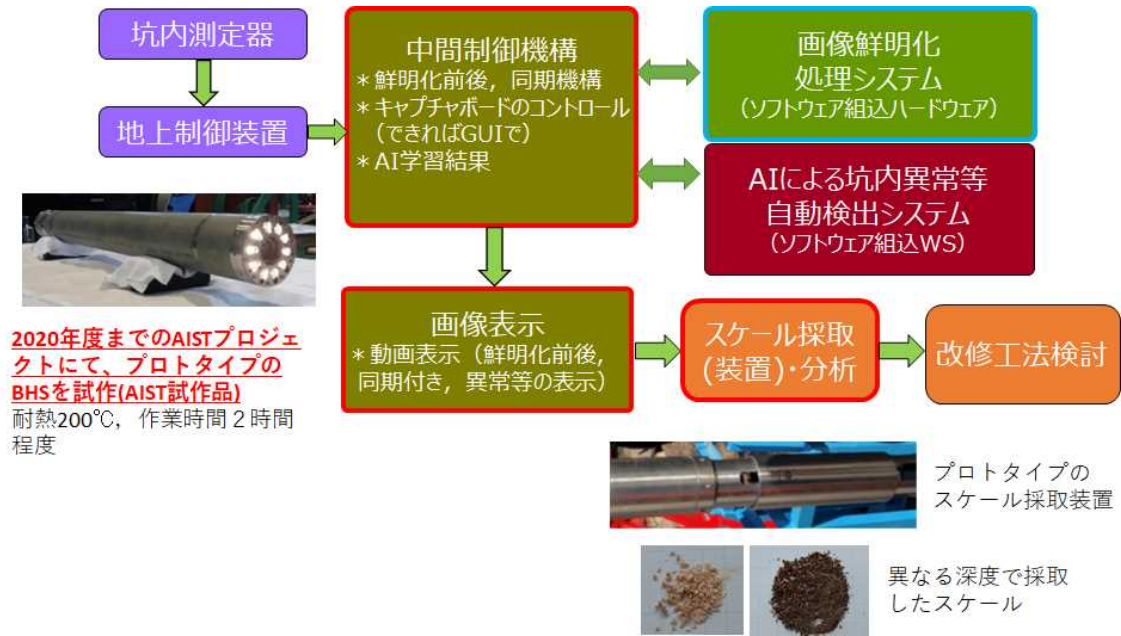 坑内測定器
地上制御装置
中間制御機構
＊鮮明化前後，同期機構
＊キャプチャボードのコントロール
（できればGUIで）
＊AI学習結果
画像鮮明化
処理システム
（ソフトウェア組込ハードウェア）
AIによる坑内異常等
自動検出システム
（ソフトウェア組込WS）
2020年度までのAISTプロジェ
クトにて、プロトタイプの
BHSを試作(AIST試作品)
耐熱200℃，作業時間２時間
程度
画像表示
＊動画表示（鮮明化前後，
同期付き，異常等の表示）
スケール採取
(装置)・分析
改修工法検討
プロトタイプの
スケール採取装置
異なる深度で採取
したスケール